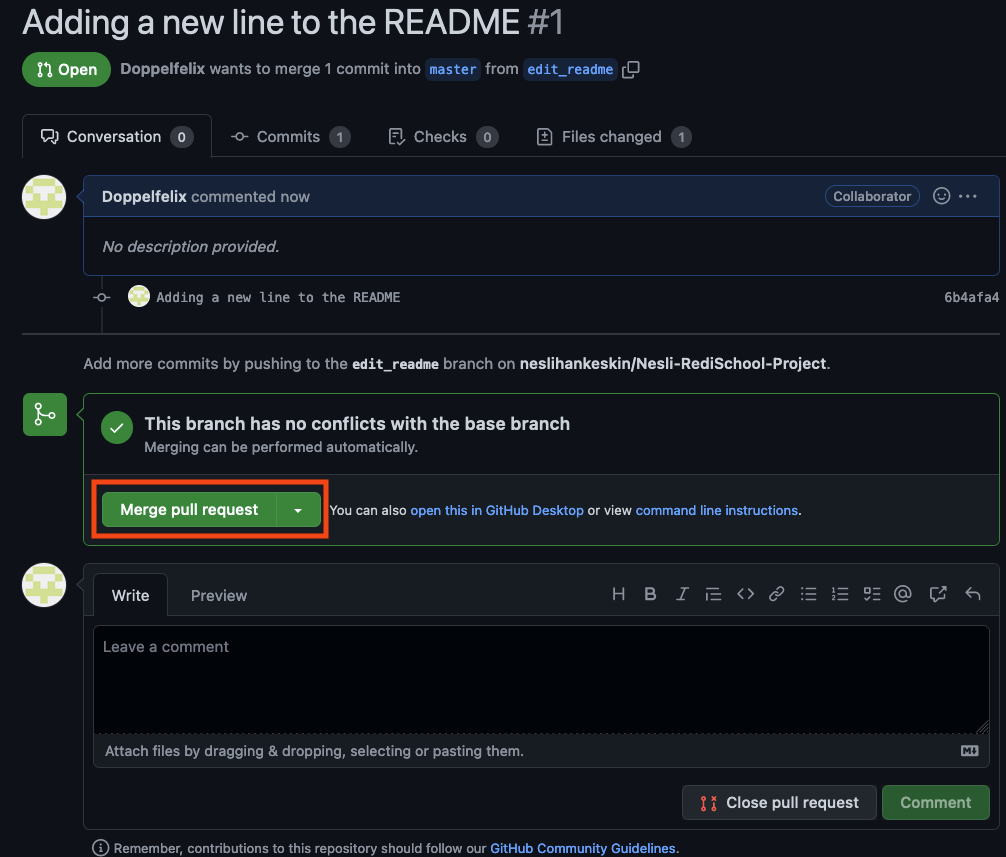 Adding a new line to the README #1
Open Doppelfelix wants to merge 1 commit into master from edit_readme
Conversation 0 Commits 1 Checks 0 Files changed 1
Doppelfelix commented now Collaborator
No description provided.
Adding a new line to the README 6b4afa4
Add more commits by pushing to the edit_readme branch on neslihankeskin/Nesli-RediSchool-Project.
This branch has no conflicts with the base branch
Merging can be performed automatically.
Merge pull request You can also open this in GitHub Desktop or view command line instructions.
Write Preview
Leave a comment
Attach files by dragging & dropping, selecting or pasting them.
Close pull request Comment
Remember, contributions to this repository should follow our GitHub Community Guidelines.